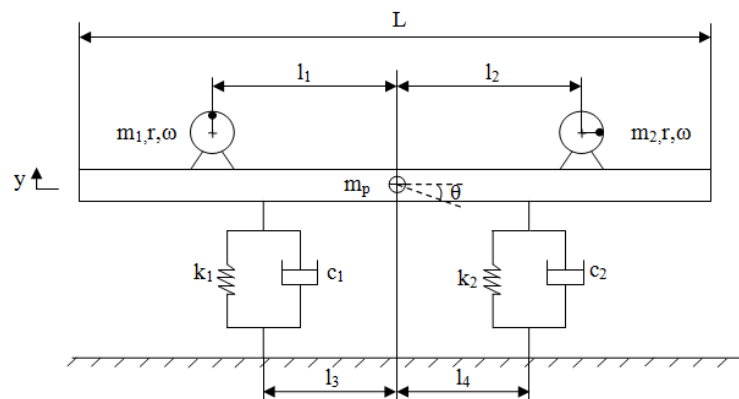 L
l₁ l₂
m₁,r,ω m₂,r,ω
y mₚ θ
k₁ c₁ k₂ c₂
l₃ l₄